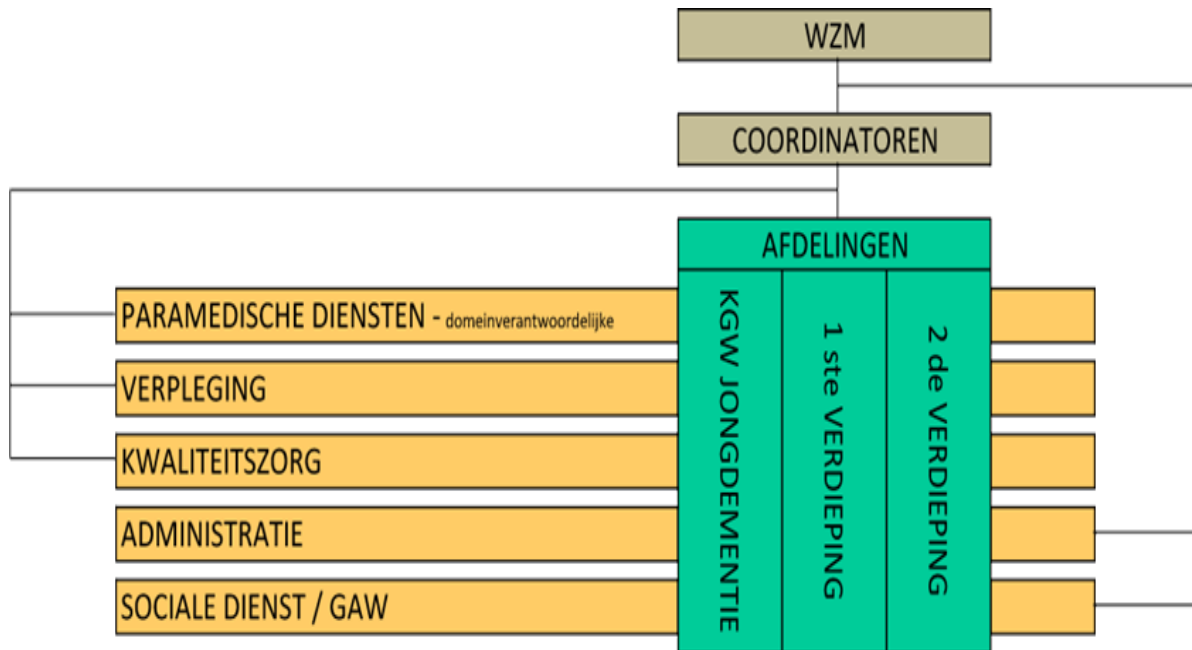 WZM
COORDINATOREN
AFDELINGEN
KGW JONGDEMENTIE
1 ste VERDIEPING
2 de VERDIEPING
PARAMEDISCHE DIENSTEN - domeinverantwoordelijke
VERPLEGING
KWALITEITSZORG
ADMINISTRATIE
SOCIALE DIENST / GAW